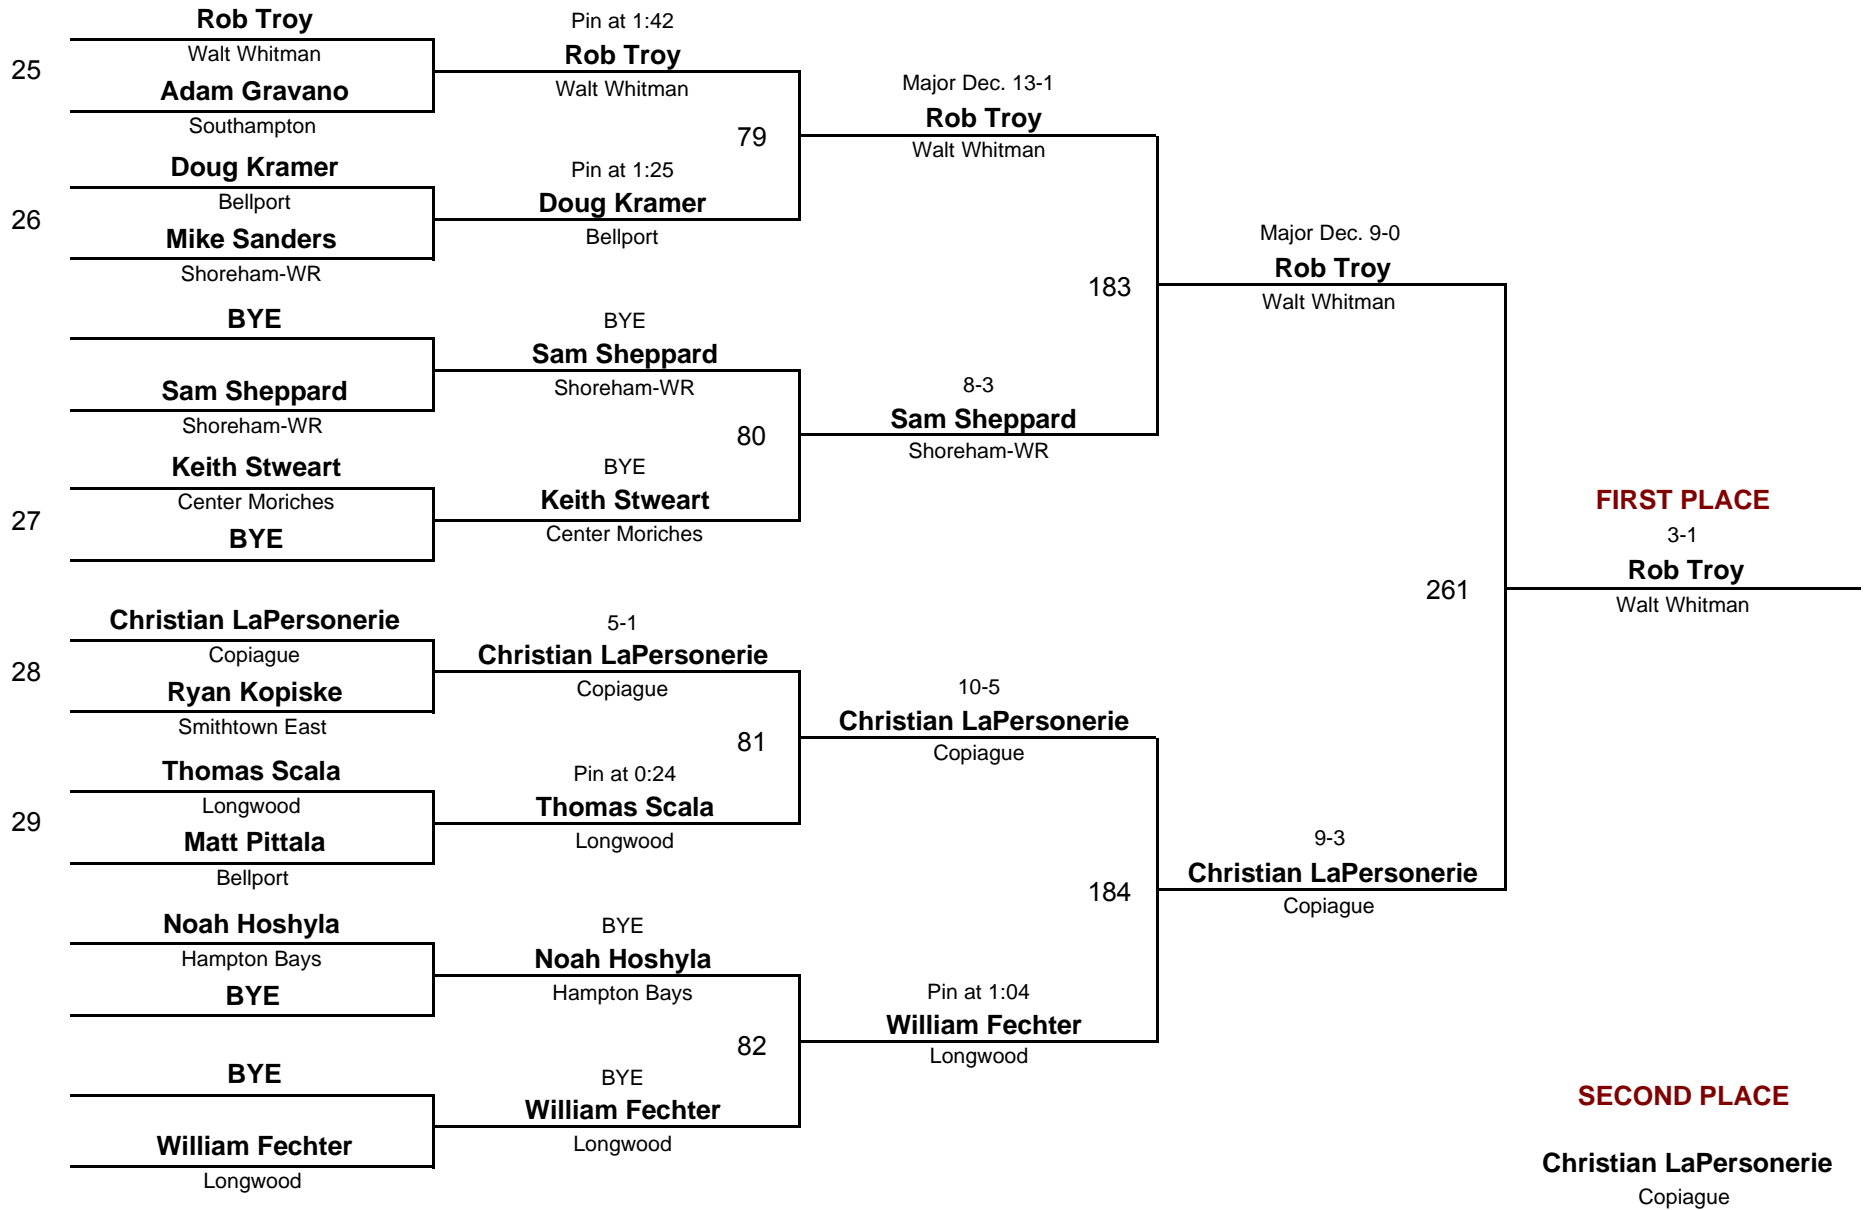 Rob Troy
Walt Whitman
25
Adam Gravano
Southampton
Doug Kramer
Bellport
26
Mike Sanders
Shoreham-WR
BYE
Sam Sheppard
Shoreham-WR
Keith Stweart
Center Moriches
27
BYE
Christian LaPersonerie
Copiague
28
Ryan Kopiske
Smithtown East
Thomas Scala
Longwood
29
Matt Pittala
Bellport
Noah Hoshyla
Hampton Bays
BYE
BYE
William Fechter
Longwood
Pin at 1:42
Rob Troy
Walt Whitman
79
Pin at 1:25
Doug Kramer
Bellport
BYE
Sam Sheppard
Shoreham-WR
80
BYE
Keith Stweart
Center Moriches
5-1
Christian LaPersonerie
Copiague
81
Pin at 0:24
Thomas Scala
Longwood
BYE
Noah Hoshyla
Hampton Bays
82
BYE
William Fechter
Longwood
Major Dec. 13-1
Rob Troy
Walt Whitman
183
8-3
Sam Sheppard
Shoreham-WR
10-5
Christian LaPersonerie
Copiague
184
Pin at 1:04
William Fechter
Longwood
Major Dec. 9-0
Rob Troy
Walt Whitman
261
9-3
Christian LaPersonerie
Copiague
FIRST PLACE
3-1
Rob Troy
Walt Whitman
SECOND PLACE
Christian LaPersonerie
Copiague